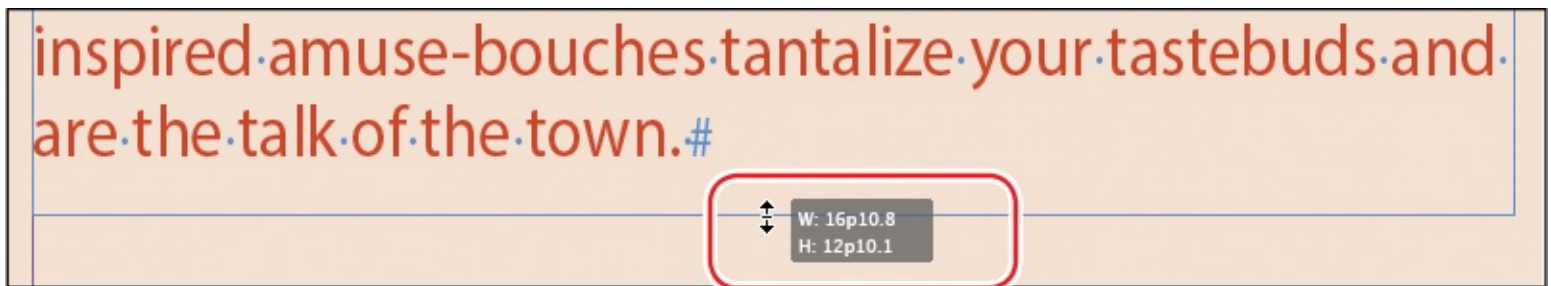 inspired amuse-bouches tantalize your tastebuds and
are the talk of the town.#
W: 16p10.8
H: 12p10.1